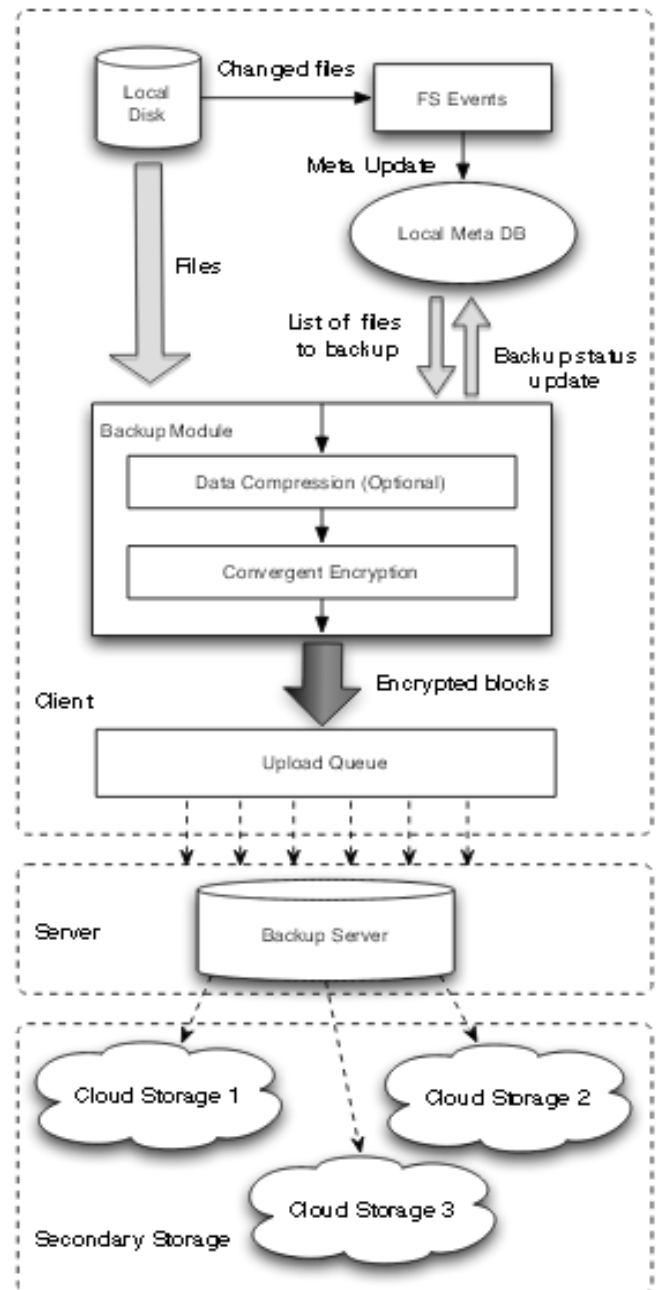 Changed files
Local
Disk
FS Events
Meta Update
Local Meta DB
Files
List of files
to backup
Backup status
update
Backup Module
Data Compression (Optional)
Convergent Encryption
Encrypted blocks
Client
Upload Queue
Server
Backup Server
Cloud Storage 1
Cloud Storage 2
Cloud Storage 3
Secondary Storage